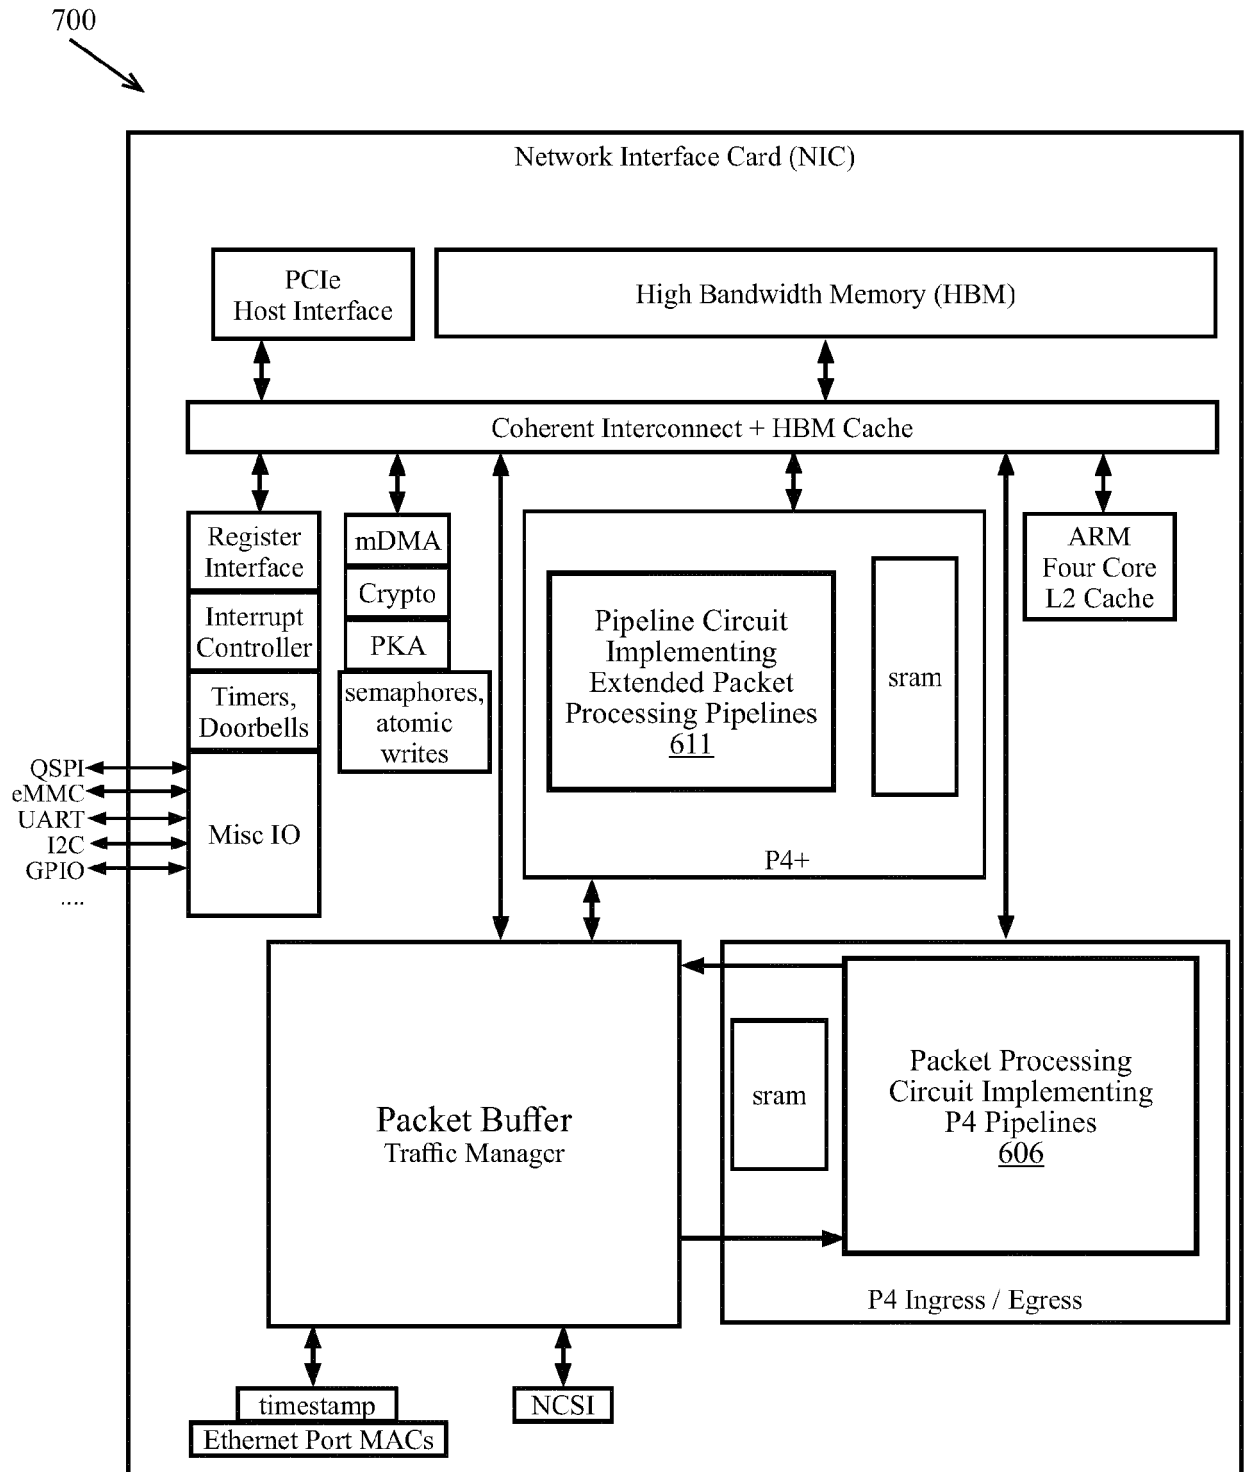 700
Network Interface Card (NIC)
PCIe
Host Interface
High Bandwidth Memory (HBM)
Coherent Interconnect + HBM Cache
Register
Interface
Interrupt
Controller
Timers,
Doorbells
Misc IO
QSPI
eMMC
UART
I2C
GPIO
....
mDMA
Crypto
PKA
semaphores,
atomic
writes
Pipeline Circuit
Implementing
Extended Packet
Processing Pipelines
611
sram
P4+
ARM
Four Core
L2 Cache
Packet Buffer
Traffic Manager
sram
Packet Processing
Circuit Implementing
P4 Pipelines
606
P4 Ingress / Egress
timestamp
Ethernet Port MACs
NCSI